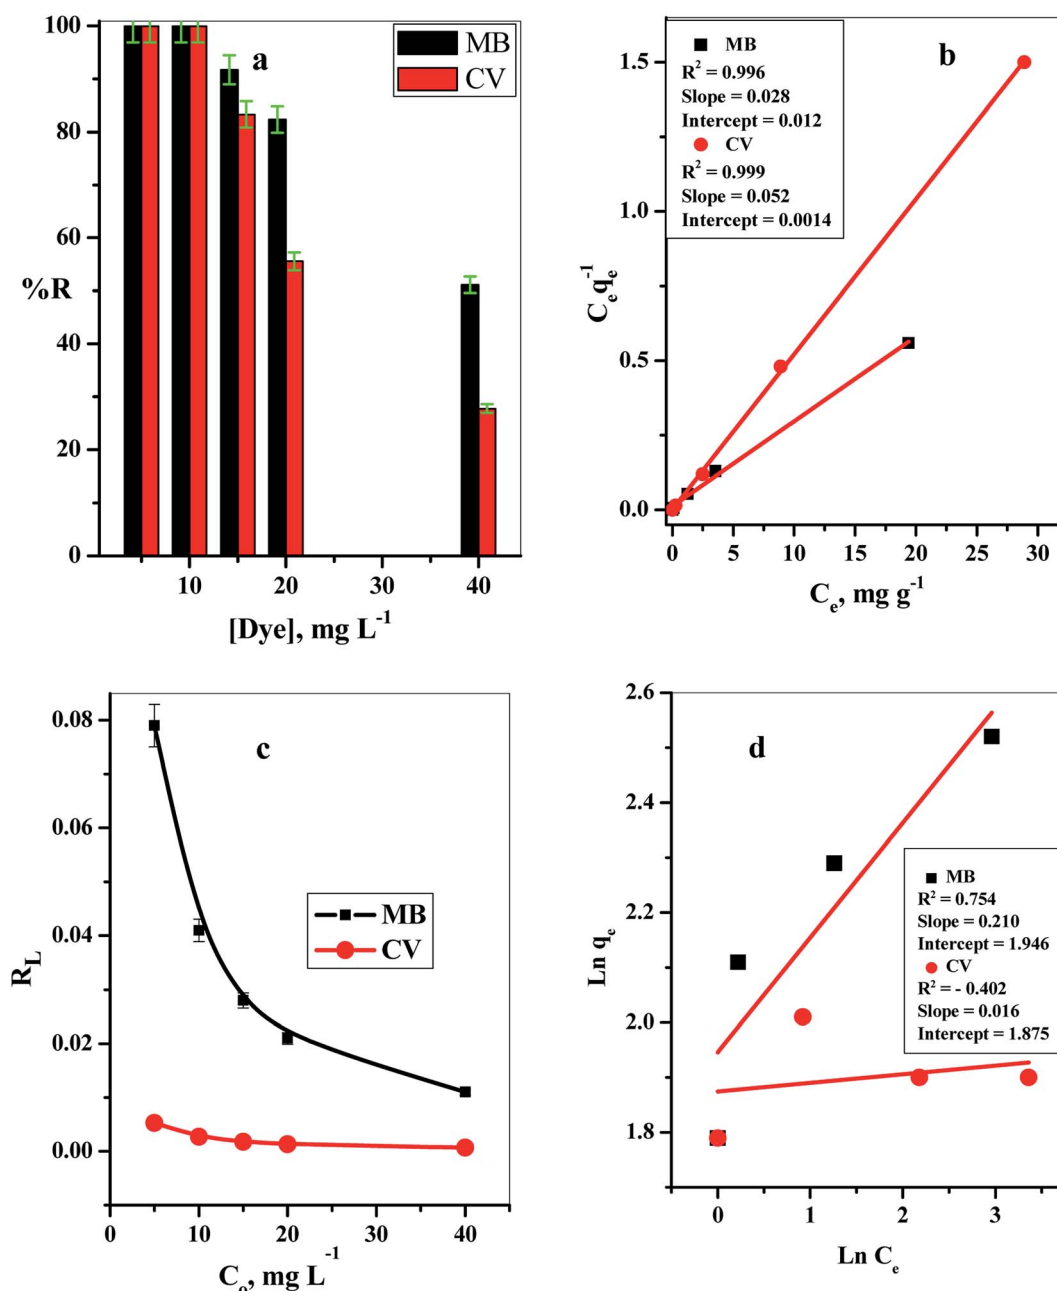 100
80
60
%R
40
20
0
10
20
30
40
[Dye], mg L⁻¹
a
MB
CV
1.5
1.0
0.5
0.0
Cₑqₑ⁻¹
0
5
10
15
20
25
30
Cₑ, mg g⁻¹
b
MB
R² = 0.996
Slope = 0.028
Intercept = 0.012
CV
R² = 0.999
Slope = 0.052
Intercept = 0.0014
0.08
0.06
0.04
0.02
0.00
R_L
0
10
20
30
40
Cₒ, mg L⁻¹
c
MB
CV
2.6
2.4
2.2
2.0
1.8
Ln qₑ
0
1
2
3
Ln Cₑ
d
MB
R² = 0.754
Slope = 0.210
Intercept = 1.946
CV
R² = - 0.402
Slope = 0.016
Intercept = 1.875